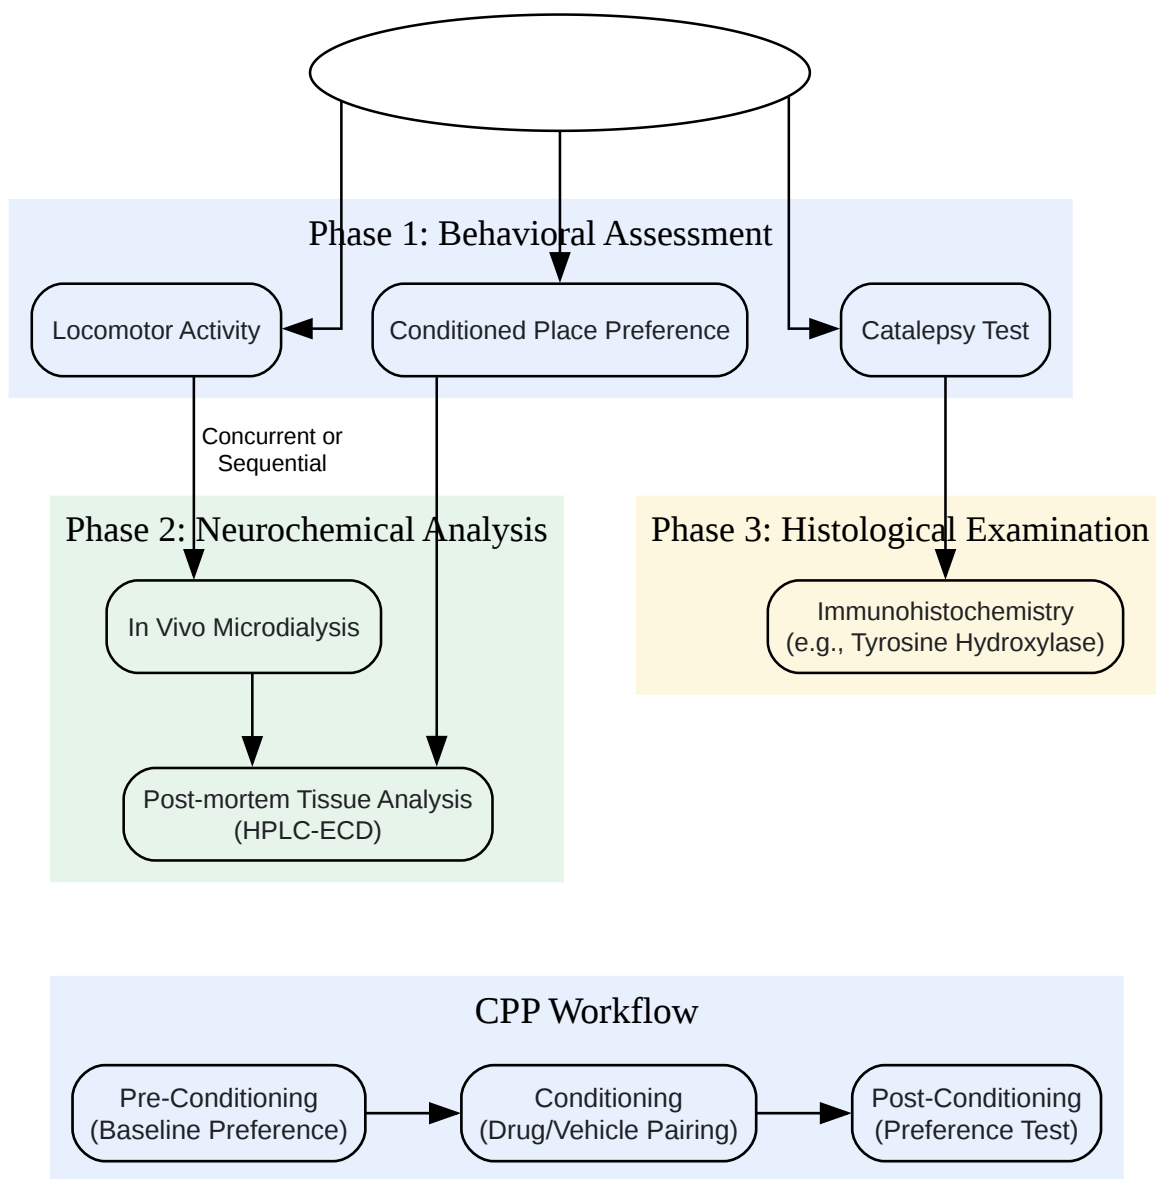 Phase 1: Behavioral Assessment
Locomotor Activity
Conditioned Place Preference
Catalepsy Test
Concurrent or
Sequential
Phase 2: Neurochemical Analysis
In Vivo Microdialysis
Post-mortem Tissue Analysis
(HPLC-ECD)
Phase 3: Histological Examination
Immunohistochemistry
(e.g., Tyrosine Hydroxylase)
CPP Workflow
Pre-Conditioning
(Baseline Preference)
Conditioning
(Drug/Vehicle Pairing)
Post-Conditioning
(Preference Test)